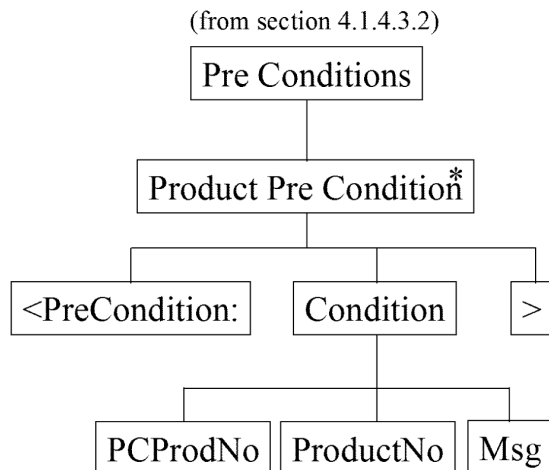 (from section 4.1.4.3.2)
Pre Conditions
Product Pre Condition*
<PreCondition:
Condition
>
PCProdNo
ProductNo
Msg